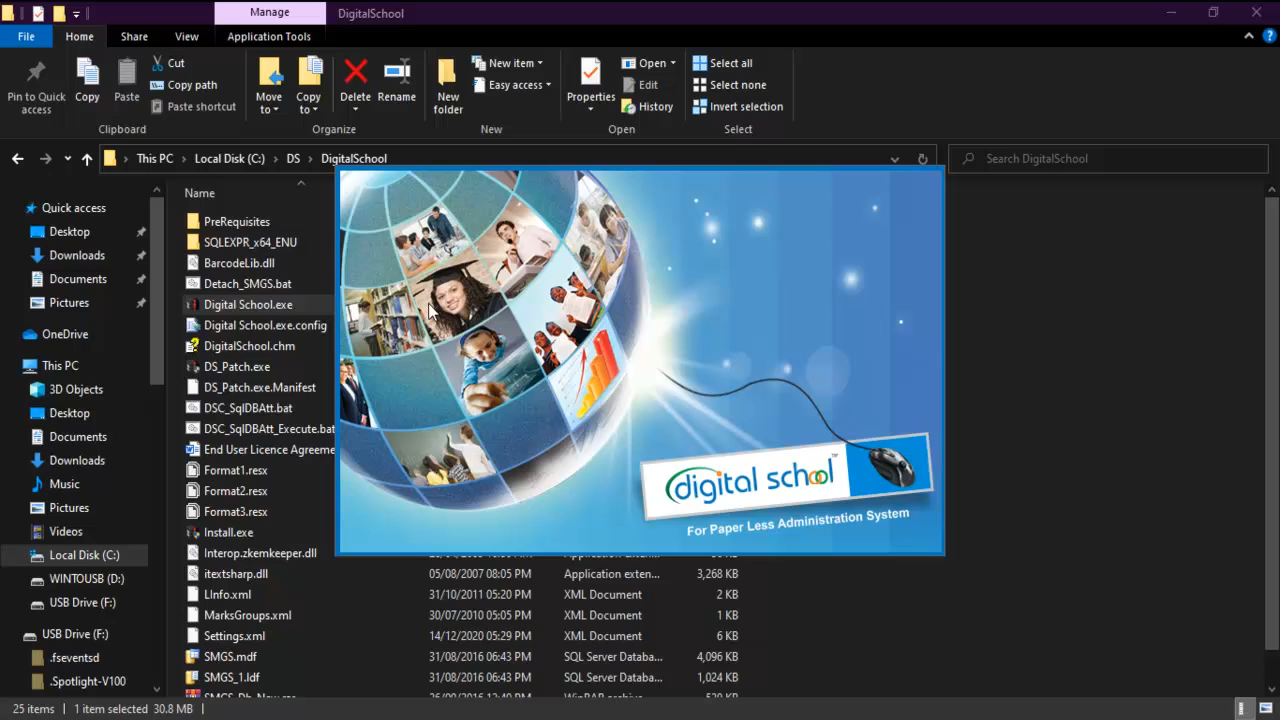 Manage
DigitalSchool
File
Home
Share
View
Application Tools
Pin to Quick access
Copy
Paste
Cut
Copy path
Paste shortcut
Move to
Copy to
Delete
Rename
New folder
New item
Easy access
Properties
Open
Edit
History
Select all
Select none
Invert selection
Clipboard
Organize
New
Open
Select
This PC › Local Disk (C:) › DS › DigitalSchool
Search DigitalSchool
Quick access
Desktop
Downloads
Documents
Pictures
OneDrive
This PC
3D Objects
Desktop
Documents
Downloads
Music
Pictures
Videos
Local Disk (C:)
WINTOUSB (D:)
USB Drive (F:)
USB Drive (F:)
.fseventsd
.Spotlight-V100
Name
PreRequisites
SQLEXPR_x64_ENU
BarcodeLib.dll
Detach_SMGS.bat
Digital School.exe
Digital School.exe.config
DigitalSchool.chm
DS_Patch.exe
DS_Patch.exe.Manifest
DSC_SqlDBAtt.bat
DSC_SqlDBAtt_Execute.bat
End User Licence Agreeme
Format1.resx
Format2.resx
Format3.resx
Install.exe
Interop.zkemkeeper.dll
itextsharp.dll 05/08/2007 08:05 PM Application exten... 3,268 KB
LInfo.xml 31/10/2011 05:20 PM XML Document 2 KB
MarksGroups.xml 30/07/2010 05:05 PM XML Document 1 KB
Settings.xml 14/12/2020 05:29 PM XML Document 6 KB
SMGS.mdf 31/08/2016 06:43 PM SQL Server Databa... 4,096 KB
SMGS_1.ldf 31/08/2016 06:43 PM SQL Server Databa... 1,024 KB
digital school™
For Paper Less Administration System
25 items
1 item selected 30.8 MB